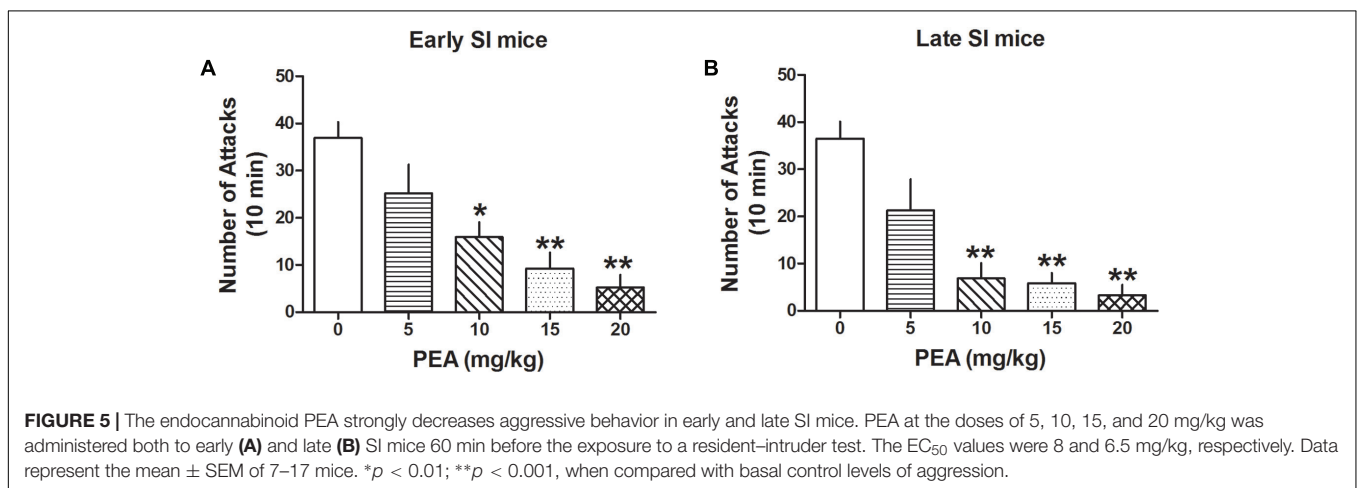 Early SI mice
A
Number of Attacks
(10 min)
50
40
30
20
10
0
*
**
**
0 5 10 15 20
PEA (mg/kg)
Late SI mice
B
Number of Attacks
(10 min)
50
40
30
20
10
0
**
**
**
0 5 10 15 20
PEA (mg/kg)
FIGURE 5 | The endocannabinoid PEA strongly decreases aggressive behavior in early and late SI mice. PEA at the doses of 5, 10, 15, and 20 mg/kg was
administered both to early (A) and late (B) SI mice 60 min before the exposure to a resident–intruder test. The EC50 values were 8 and 6.5 mg/kg, respectively. Data
represent the mean ± SEM of 7–17 mice. *p < 0.01; **p < 0.001, when compared with basal control levels of aggression.